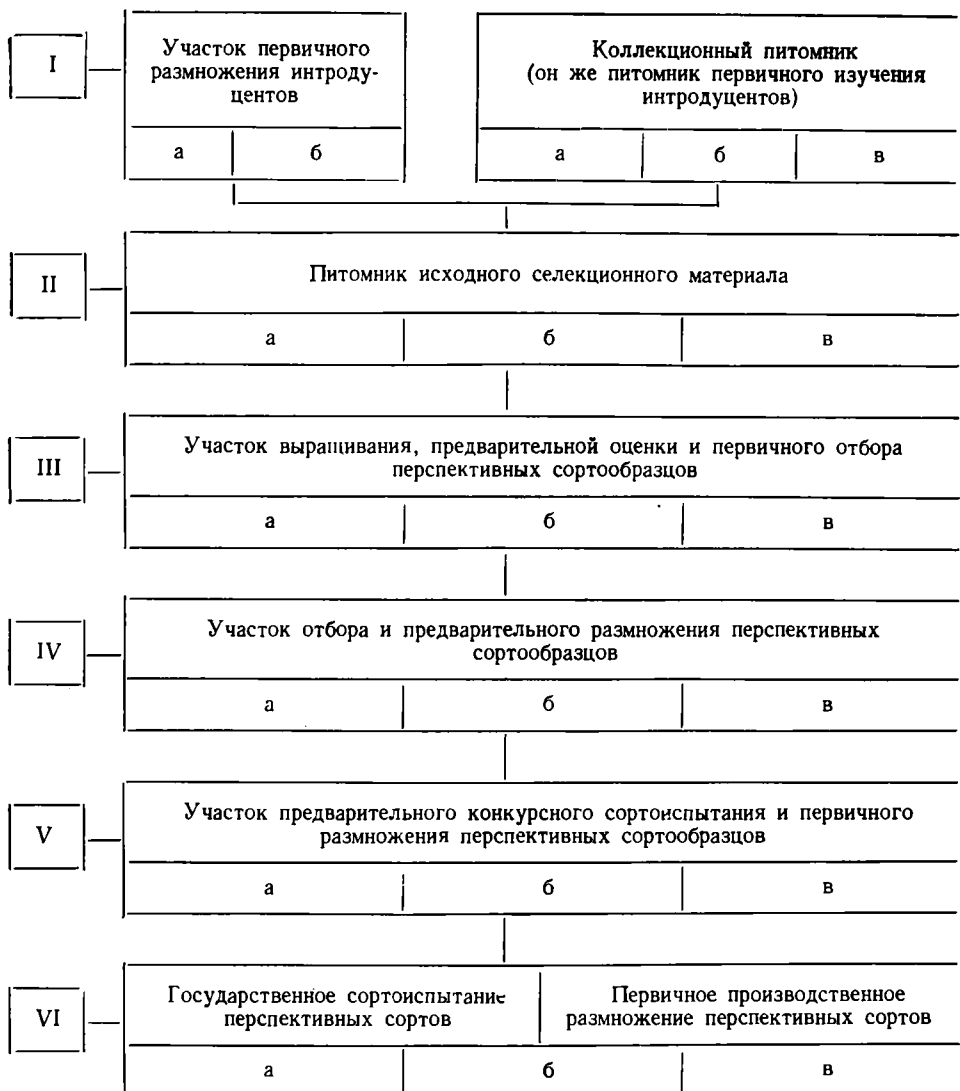 I
Участок первичного
размножения интроду-
центов
а б
Коллекционный питомник
(он же питомник первичного изучения
интродуцентов)
а б в
II
Питомник исходного селекционного материала
а б в
III
Участок выращивания, предварительной оценки и первичного отбора
перспективных сортообразцов
а б в
IV
Участок отбора и предварительного размножения перспективных
сортообразцов
а б в
V
Участок предварительного конкурсного сортоиспытания и первичного
размножения перспективных сортообразцов
а б в
VI
Государственное сортоиспытание
перспективных сортов
Первичное производственное
размножение перспективных сортов
а б в